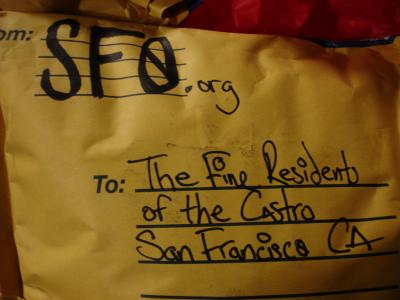 om: SFØ.org
To: The Fine Residents
of the Castro
San Francisco CA